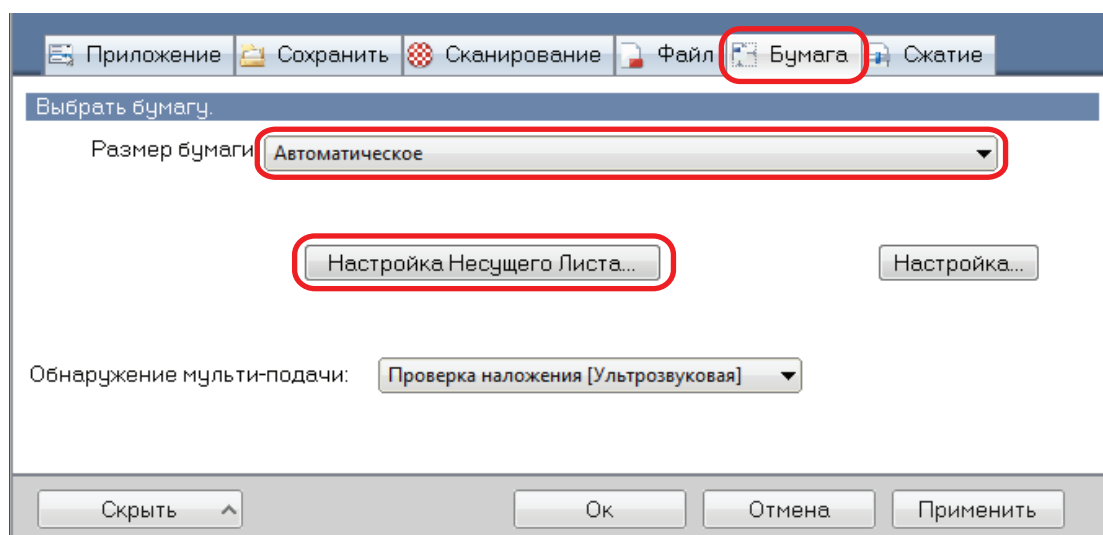 Приложение Сохранить Сканирование Файл Бумага Сжатие
Выбрать бумагу.
Размер бумаги Автоматическое
Настройка Несущего Листа... Настройка...
Обнаружение мульти-подачи: Проверка наложения [Ультрозвуковая]
Скрыть Ок Отмена Применить